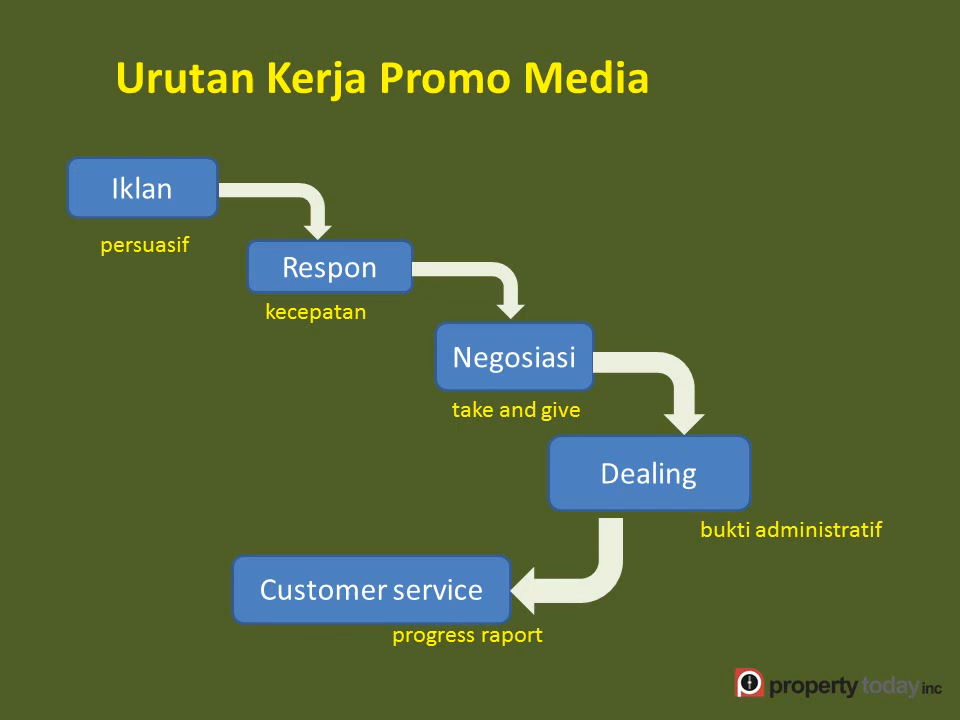 Urutan Kerja Promo Media
Iklan
persuasif
Respon
kecepatan
Negosiasi
take and give
Dealing
bukti administratif
Customer service
progress raport
property today inc